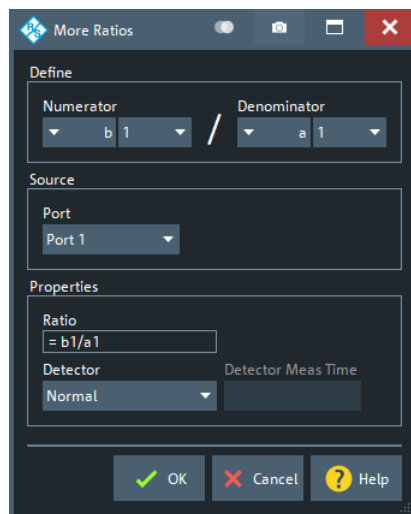 More Ratios
Define
Numerator Denominator
b 1 / a 1
Source
Port
Port 1
Properties
Ratio
= b1/a1
Detector Detector Meas Time
Normal
OK Cancel ? Help